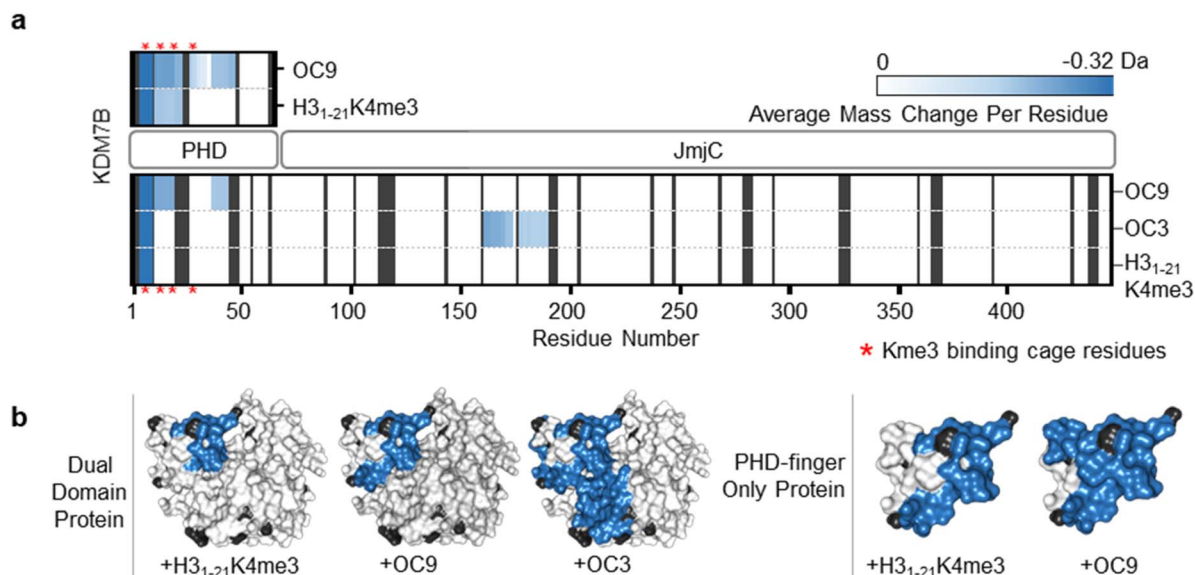 a
* * * *
0 -0.32 Da
OC9
Average Mass Change Per Residue
H3₁₋₂₁K4me3
KDM7B
PHD JmjC
OC9
OC3
H3₁₋₂₁
K4me3
* * * *
1 50 100 150 200 250 300 350 400
Residue Number
* Kme3 binding cage residues
b
Dual
Domain
Protein
PHD-finger
Only Protein
+H3₁₋₂₁K4me3 +OC9 +OC3 +H3₁₋₂₁K4me3 +OC9